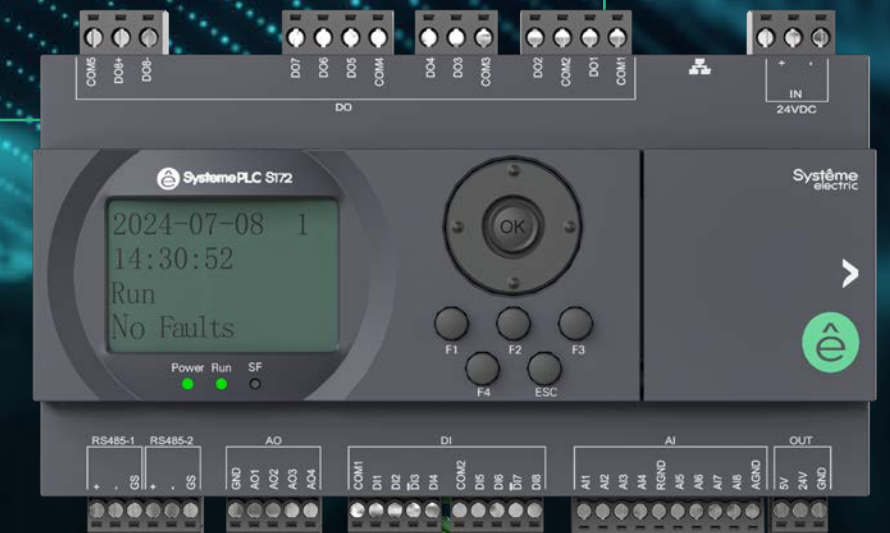 COM5 DO8+ DO8- DO7 DO6 DO5 COM4 DO4 DO3 COM3 DO2 COM2 DO1 COM1 + -
DO
IN
24VDC
ê SystemePLC S172
Systême
electric
2024-07-08 1
14:30:52
Run
No Faults
OK
F1 F2 F3
F4 ESC
ê
Power Run SF
RS485-1 RS485-2 AO DI AI OUT
+ - GS + - GS GND AO1 AO2 AO3 AO4 COM1 DI1 DI2 DI3 DI4 COM2 DI5 DI6 DI7 DI8 AI1 AI2 AI3 AI4 RGND AI5 AI6 AI7 AI8 AGND 5V 24V GND